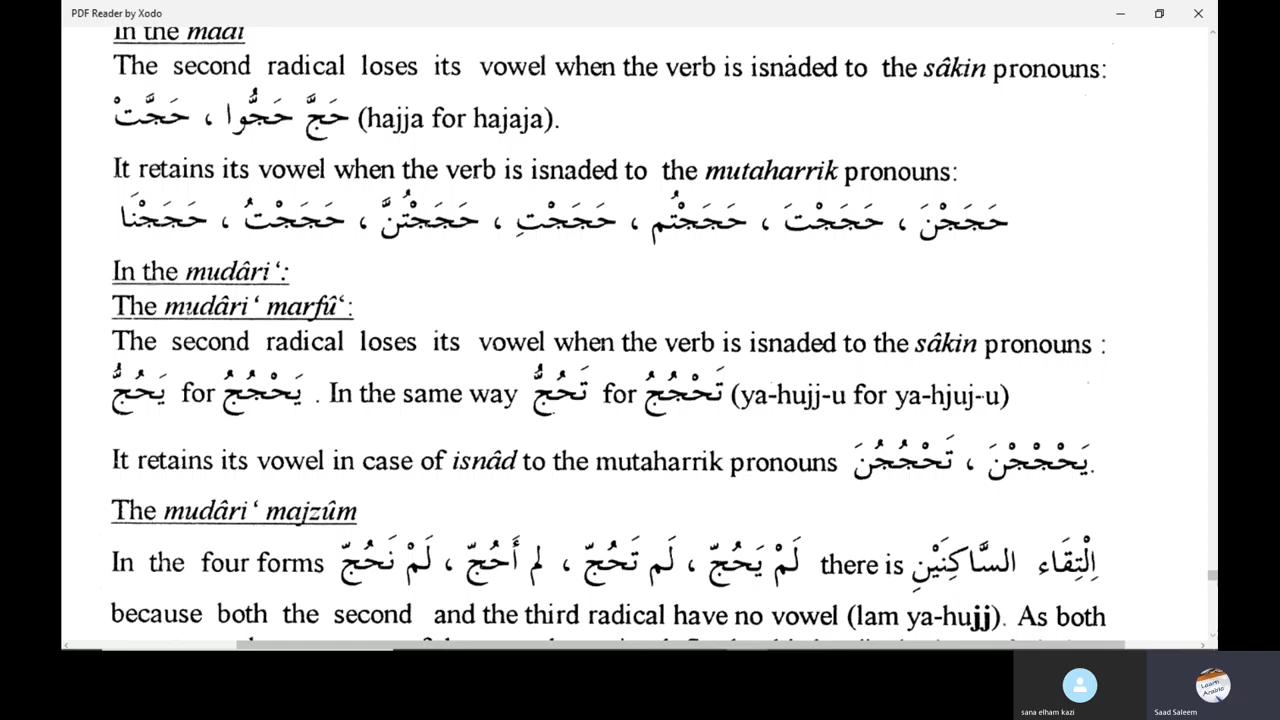 PDF Reader by Xodo
In the mâdî
The second radical loses its vowel when the verb is isnaded to the sâkin pronouns:
حَجَّ حَجُّوا ، حَجَّتْ (hajja for hajaja).
It retains its vowel when the verb is isnaded to the mutaharrik pronouns:
حَجَجْنَ ، حَجَجْتَ ، حَجَجْتُم ، حَجَجْتِ ، حَجَجْتُنَّ ، حَجَجْتُ ، حَجَجْنَا
In the mudâri‘:
The mudâri‘ marfû‘:
The second radical loses its vowel when the verb is isnaded to the sâkin pronouns :
يَحُجُّ for يَحْجُجُ . In the same way تَحُجُّ for تَحْجُجُ (ya-hujj-u for ya-hjuj-u)
It retains its vowel in case of isnâd to the mutaharrik pronouns يَحْجُجْنَ ، تَحْجُجْنَ.
The mudâri‘ majzûm
In the four forms لَمْ يَحُجّ ، لَم تَحُجّ ، لم أَحُجّ ، لَمْ نَحُجّ there is اِلْتِقَاء السَّاكِنَيْنِ
because both the second and the third radical have no vowel (lam ya-hujj). As both
sana elham kazi
Learn Arabic
Saad Saleem